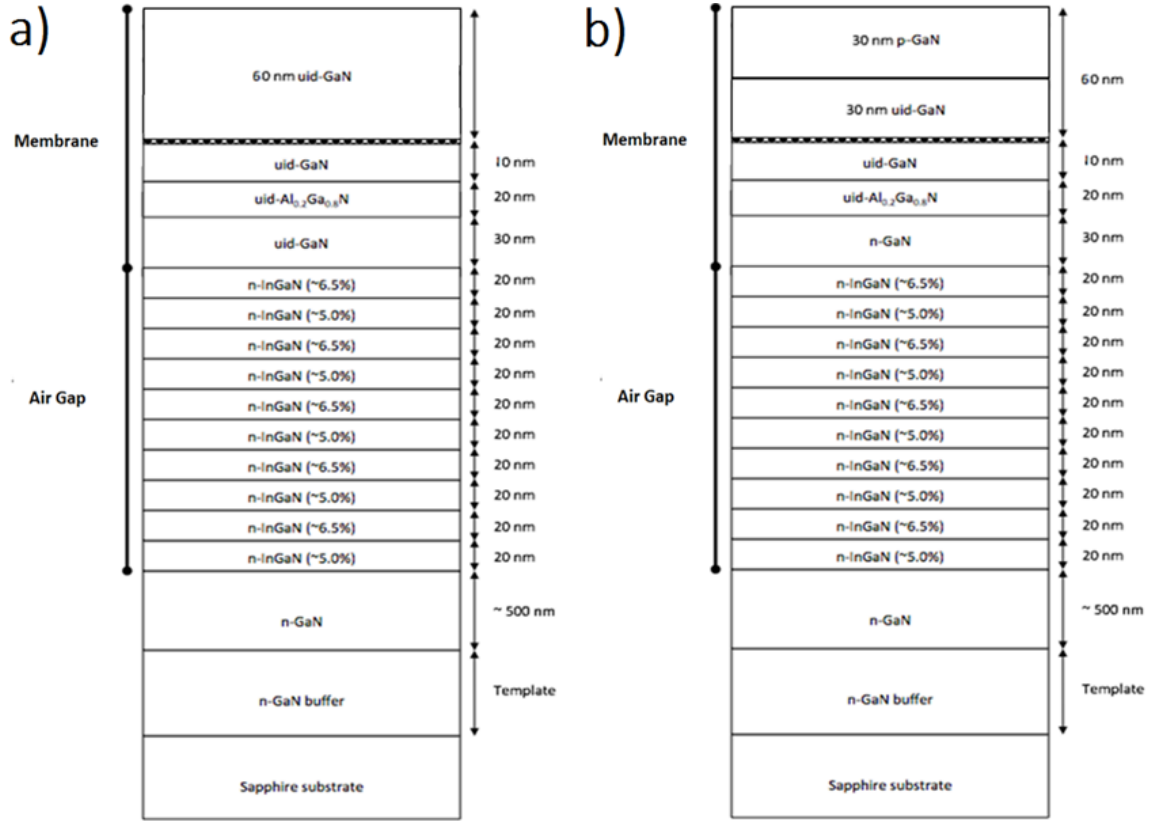 a)
60 nm uid-GaN
Membrane
uid-GaN
10 nm
uid-Al0.2Ga0.8N
20 nm
uid-GaN
30 nm
n-InGaN (~6.5%)
20 nm
n-InGaN (~5.0%)
20 nm
n-InGaN (~6.5%)
20 nm
n-InGaN (~5.0%)
20 nm
Air Gap
n-InGaN (~6.5%)
20 nm
n-InGaN (~5.0%)
20 nm
n-InGaN (~6.5%)
20 nm
n-InGaN (~5.0%)
20 nm
n-InGaN (~6.5%)
20 nm
n-InGaN (~5.0%)
20 nm
n-GaN
~ 500 nm
n-GaN buffer
Template
Sapphire substrate
b)
30 nm p-GaN
60 nm
30 nm uid-GaN
Membrane
uid-GaN
10 nm
uid-Al0.2Ga0.8N
20 nm
n-GaN
30 nm
n-InGaN (~6.5%)
20 nm
n-InGaN (~5.0%)
20 nm
n-InGaN (~6.5%)
20 nm
n-InGaN (~5.0%)
20 nm
Air Gap
n-InGaN (~6.5%)
20 nm
n-InGaN (~5.0%)
20 nm
n-InGaN (~6.5%)
20 nm
n-InGaN (~5.0%)
20 nm
n-InGaN (~6.5%)
20 nm
n-InGaN (~5.0%)
20 nm
n-GaN
~ 500 nm
n-GaN buffer
Template
Sapphire substrate